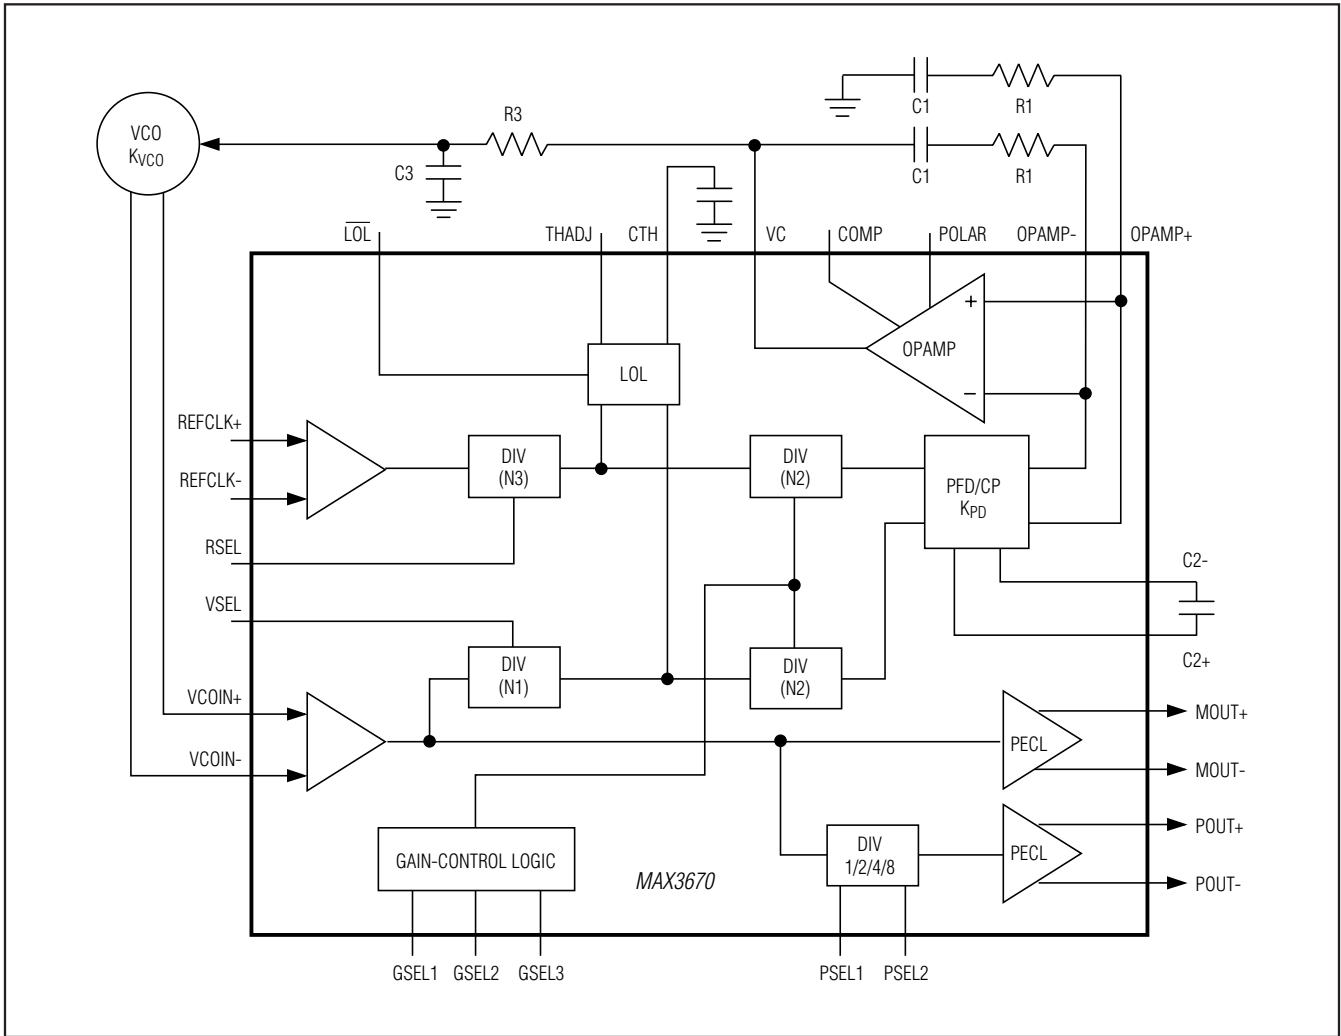 C1
R1
R3
VCO
KVCO
C3
C1
R1
LOL
THADJ
CTH
VC
COMP
POLAR
OPAMP-
OPAMP+
+
OPAMP
−
LOL
REFCLK+
REFCLK-
DIV
(N3)
DIV
(N2)
PFD/CP
KPD
RSEL
VSEL
C2-
C2+
DIV
(N1)
DIV
(N2)
VCOIN+
VCOIN-
PECL
MOUT+
MOUT-
GAIN-CONTROL LOGIC
MAX3670
DIV
1/2/4/8
PECL
POUT+
POUT-
GSEL1
GSEL2
GSEL3
PSEL1
PSEL2